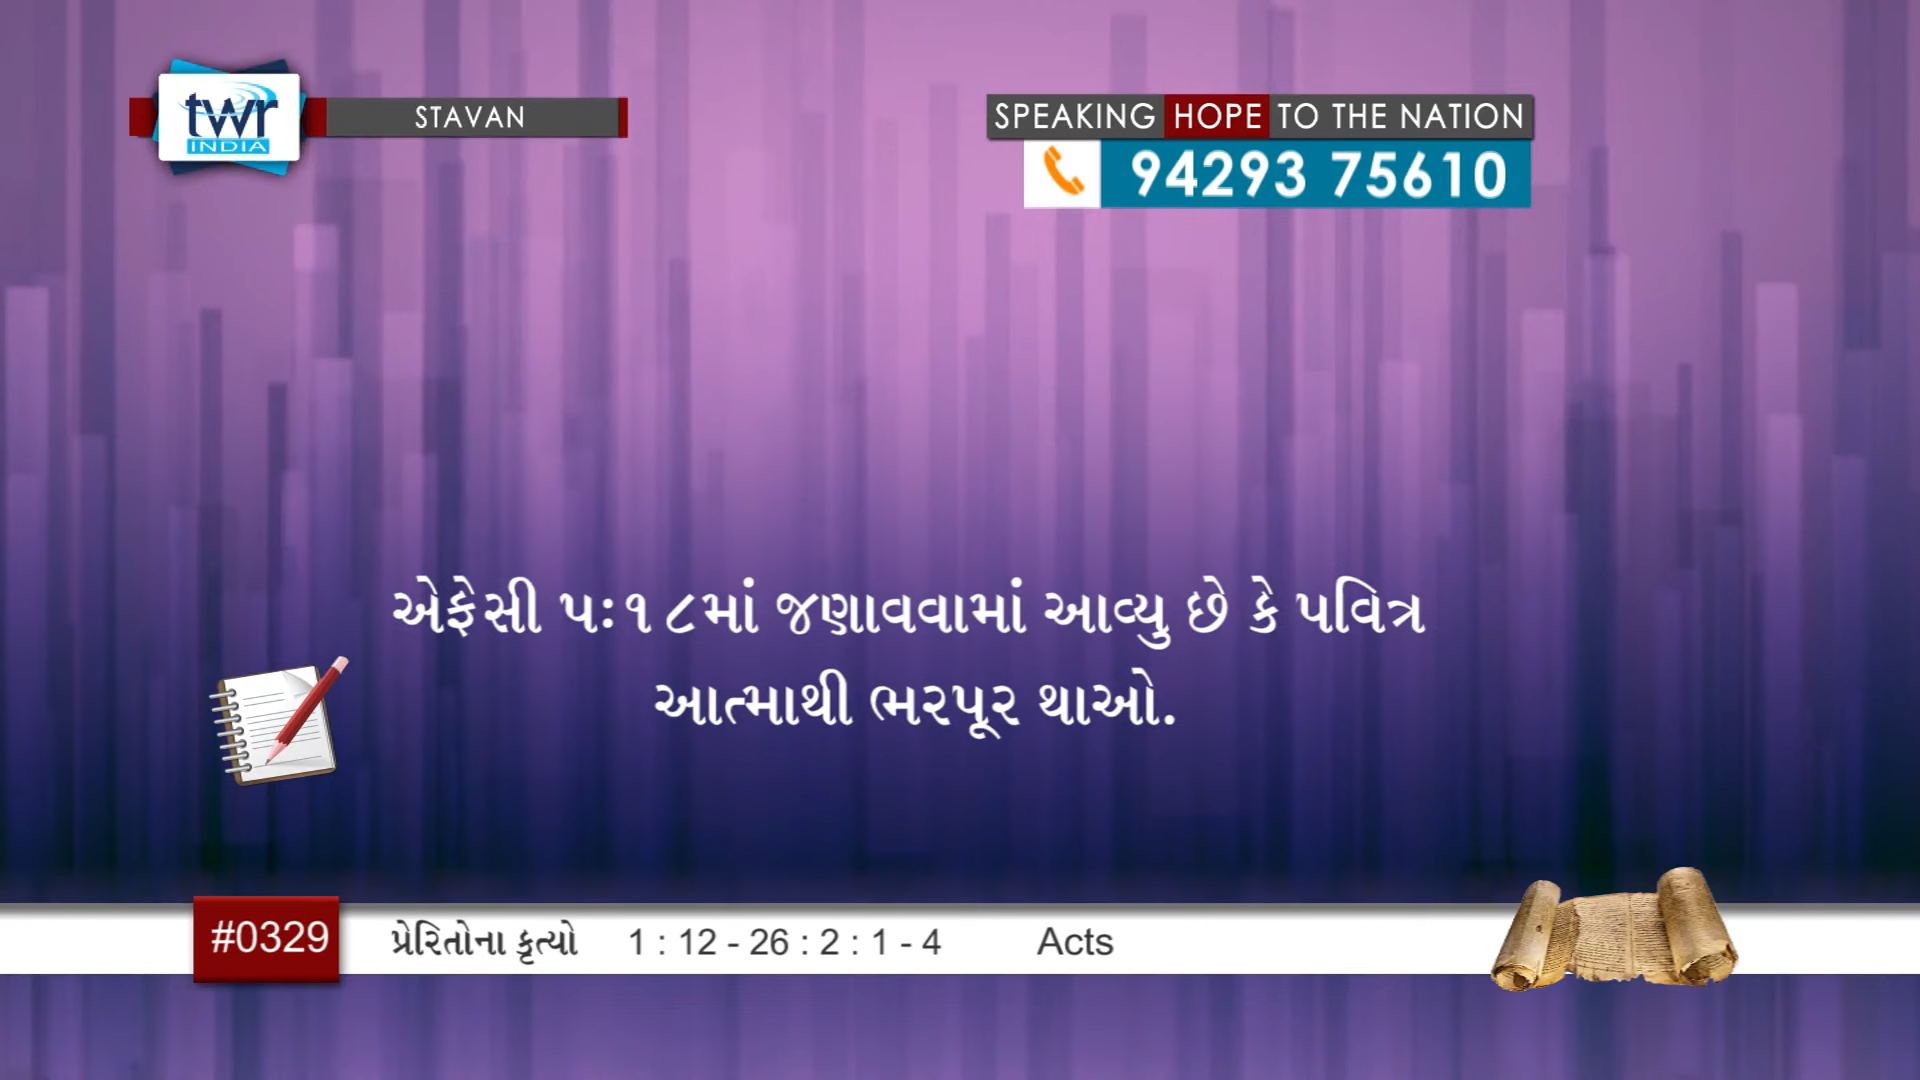 twr
INDIA
STAVAN
SPEAKING HOPE TO THE NATION
94293 75610
એફેસી ૫ઃ૧૮માં જણાવવામાં આવ્યુ છે કે પવિત્ર
આત્માથી ભરપૂર થાઓ.
#0329 પ્રેરિતોના કૃત્યો 1 : 12 - 26 : 2 : 1 - 4 Acts